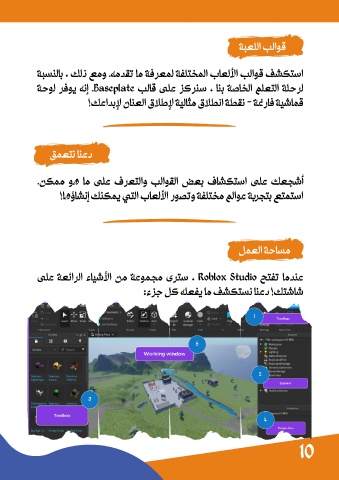 قوالب اللعبة
استكشف قوالب الألعاب المختلفة لمعرفة ما تقدمه. ومع ذلك ، بالنسبة
لرحلة التعلم الخاصة بنا ، سنركز على قالب Baseplate. إنه يوفر لوحة
قماشية فارغة - نقطة انطلاق مثالية لإطلاق العنان لإبداعك!
دعنا نتعمق
أشجعك على استكشاف بعض القوالب والتعرف على ما هو ممكن.
استمتع بتجربة عوالم مختلفة وتصور الألعاب التي يمكنك إنشاؤها!
مساحة العمل
عندما تفتح Roblox Studio ، سترى مجموعة من الأشياء الرائعة على
شاشتك! دعنا نستكشف ما يفعله كل جزء:
1
Toolbar
5
Working window
2
Explorer
3
Toolbox
4
Properties
10